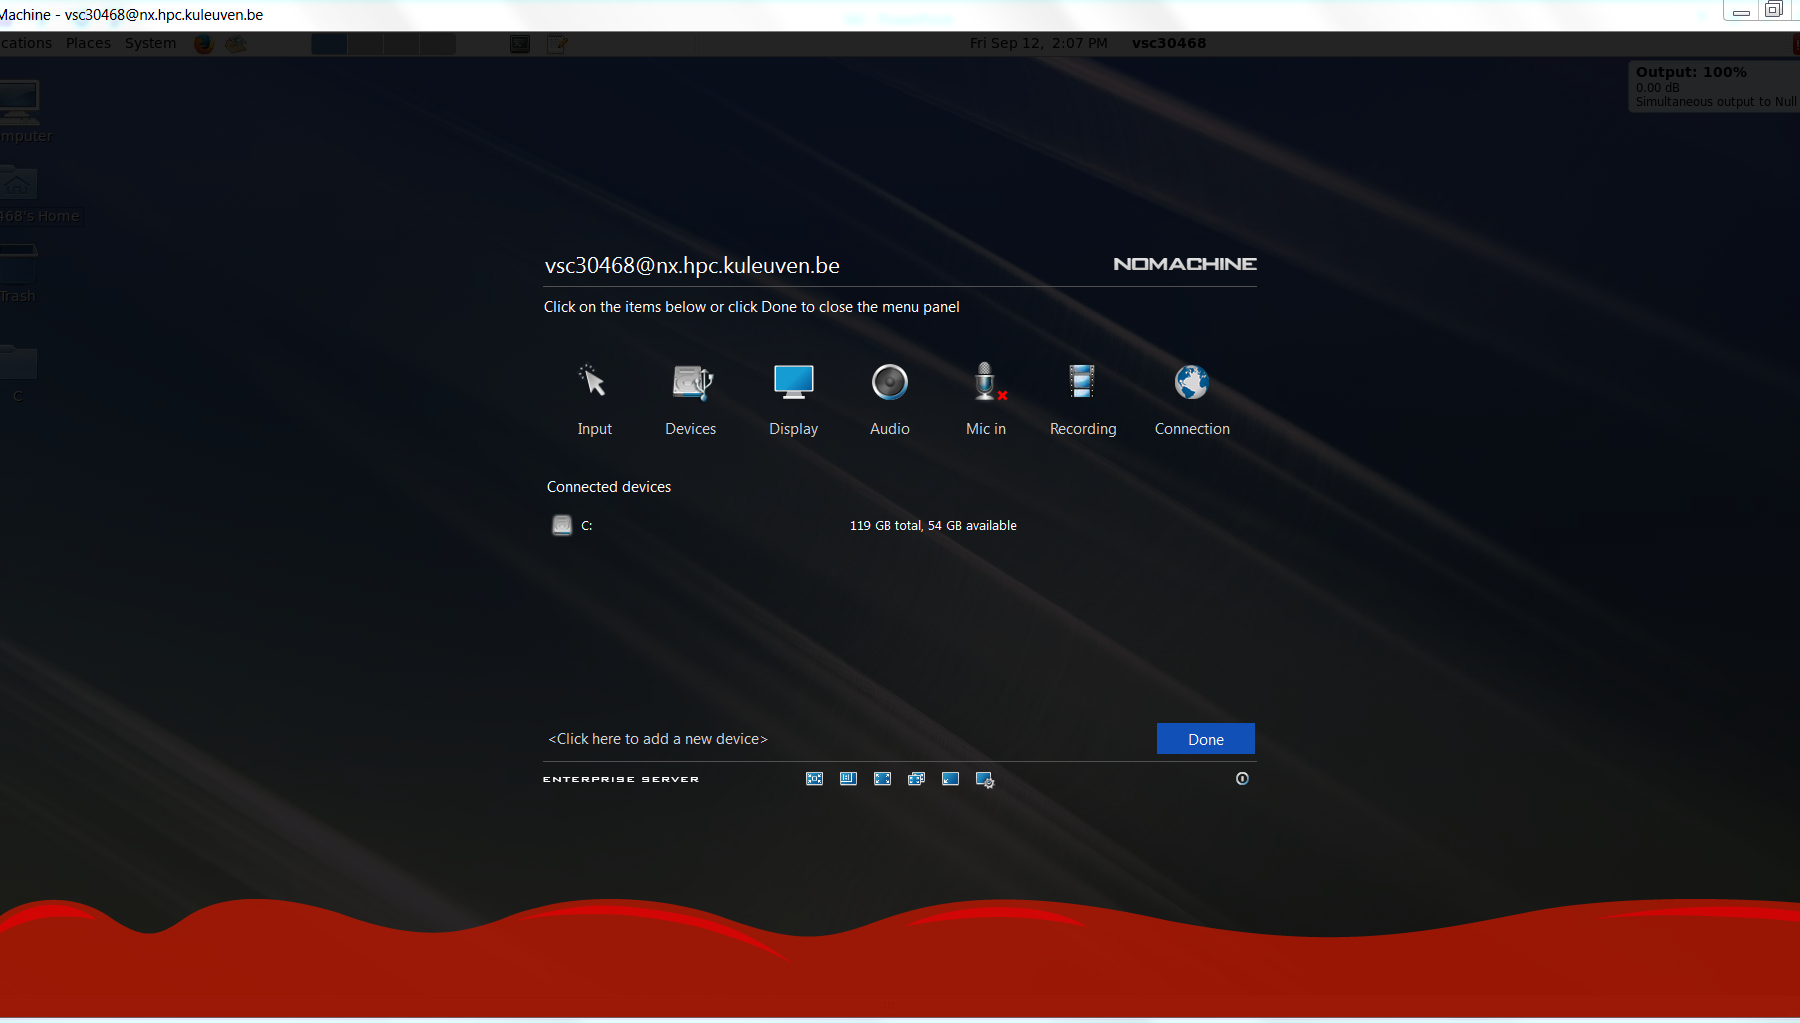 Machine - vsc30468@nx.hpc.kuleuven.be
cations Places System
Fri Sep 12, 2:07 PM vsc30468
Output: 100%
0.00 dB
Simultaneous output to Null
mputer
468's Home
Trash
C
vsc30468@nx.hpc.kuleuven.be
NOMACHINE
Click on the items below or click Done to close the menu panel
Input Devices Display Audio Mic in Recording Connection
Connected devices
C: 119 GB total, 54 GB available
<Click here to add a new device>
Done
ENTERPRISE SERVER